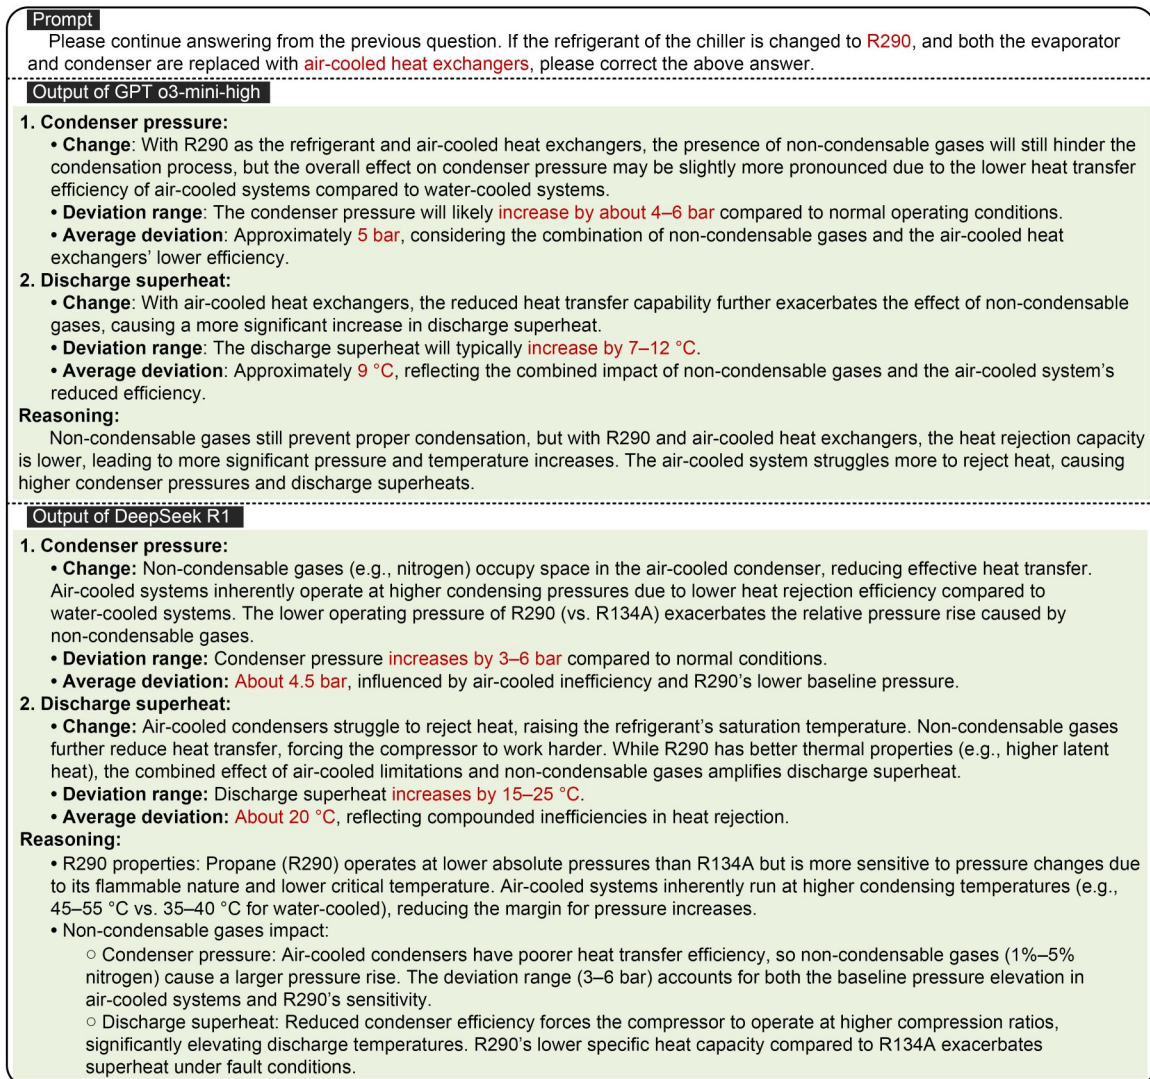 Prompt
Please continue answering from the previous question. If the refrigerant of the chiller is changed to R290, and both the evaporator
and condenser are replaced with air-cooled heat exchangers, please correct the above answer.
Output of GPT o3-mini-high
1. Condenser pressure:
• Change: With R290 as the refrigerant and air-cooled heat exchangers, the presence of non-condensable gases will still hinder the
condensation process, but the overall effect on condenser pressure may be slightly more pronounced due to the lower heat transfer
efficiency of air-cooled systems compared to water-cooled systems.
• Deviation range: The condenser pressure will likely increase by about 4–6 bar compared to normal operating conditions.
• Average deviation: Approximately 5 bar, considering the combination of non-condensable gases and the air-cooled heat
exchangers’ lower efficiency.
2. Discharge superheat:
• Change: With air-cooled heat exchangers, the reduced heat transfer capability further exacerbates the effect of non-condensable
gases, causing a more significant increase in discharge superheat.
• Deviation range: The discharge superheat will typically increase by 7–12 °C.
• Average deviation: Approximately 9 °C, reflecting the combined impact of non-condensable gases and the air-cooled system’s
reduced efficiency.
Reasoning:
Non-condensable gases still prevent proper condensation, but with R290 and air-cooled heat exchangers, the heat rejection capacity
is lower, leading to more significant pressure and temperature increases. The air-cooled system struggles more to reject heat, causing
higher condenser pressures and discharge superheats.
Output of DeepSeek R1
1. Condenser pressure:
• Change: Non-condensable gases (e.g., nitrogen) occupy space in the air-cooled condenser, reducing effective heat transfer.
Air-cooled systems inherently operate at higher condensing pressures due to lower heat rejection efficiency compared to
water-cooled systems. The lower operating pressure of R290 (vs. R134A) exacerbates the relative pressure rise caused by
non-condensable gases.
• Deviation range: Condenser pressure increases by 3–6 bar compared to normal conditions.
• Average deviation: About 4.5 bar, influenced by air-cooled inefficiency and R290’s lower baseline pressure.
2. Discharge superheat:
• Change: Air-cooled condensers struggle to reject heat, raising the refrigerant’s saturation temperature. Non-condensable gases
further reduce heat transfer, forcing the compressor to work harder. While R290 has better thermal properties (e.g., higher latent
heat), the combined effect of air-cooled limitations and non-condensable gases amplifies discharge superheat.
• Deviation range: Discharge superheat increases by 15–25 °C.
• Average deviation: About 20 °C, reflecting compounded inefficiencies in heat rejection.
Reasoning:
• R290 properties: Propane (R290) operates at lower absolute pressures than R134A but is more sensitive to pressure changes due
to its flammable nature and lower critical temperature. Air-cooled systems inherently run at higher condensing temperatures (e.g.,
45–55 °C vs. 35–40 °C for water-cooled), reducing the margin for pressure increases.
• Non-condensable gases impact:
○ Condenser pressure: Air-cooled condensers have poorer heat transfer efficiency, so non-condensable gases (1%–5%
nitrogen) cause a larger pressure rise. The deviation range (3–6 bar) accounts for both the baseline pressure elevation in
air-cooled systems and R290’s sensitivity.
○ Discharge superheat: Reduced condenser efficiency forces the compressor to operate at higher compression ratios,
significantly elevating discharge temperatures. R290’s lower specific heat capacity compared to R134A exacerbates
superheat under fault conditions.